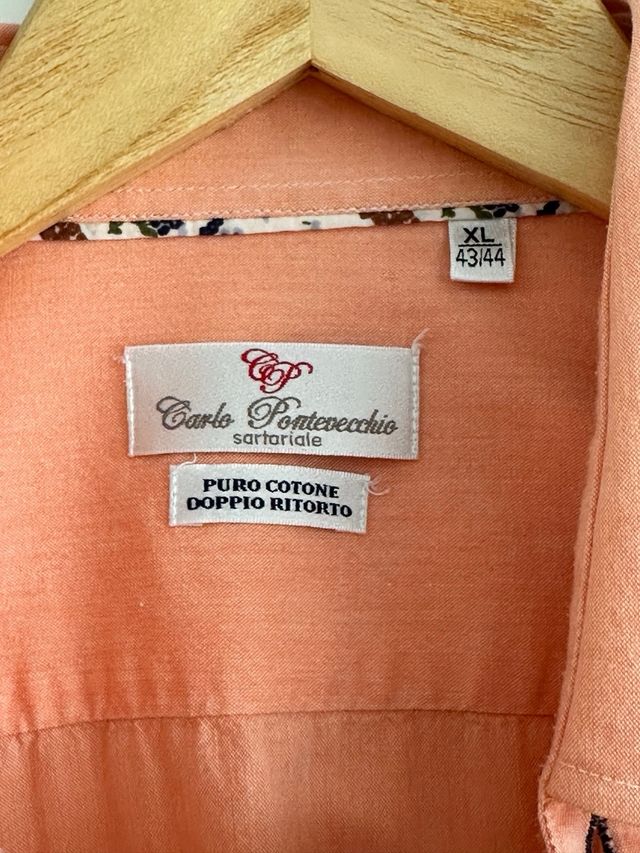 XL
43/44
CP
Carlo Pontevecchio
sartoriale
PURO COTONE
DOPPIO RITORTO